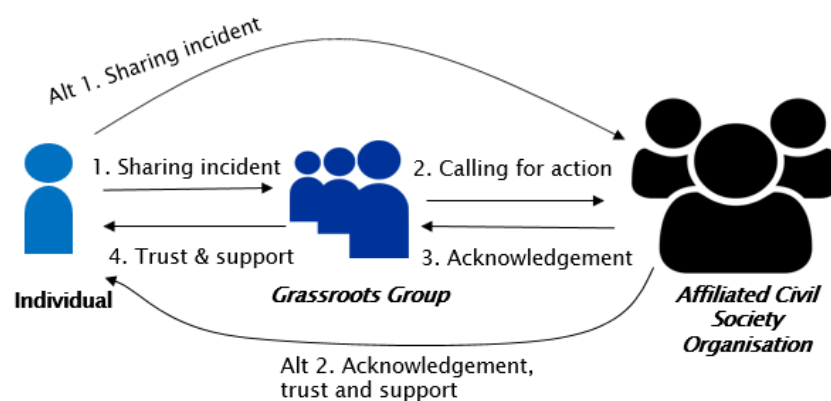 Alt 1. Sharing incident
1. Sharing incident
2. Calling for action
4. Trust & support
3. Acknowledgement
Individual
Grassroots Group
Affiliated Civil
Society
Organisation
Alt 2. Acknowledgement,
trust and support